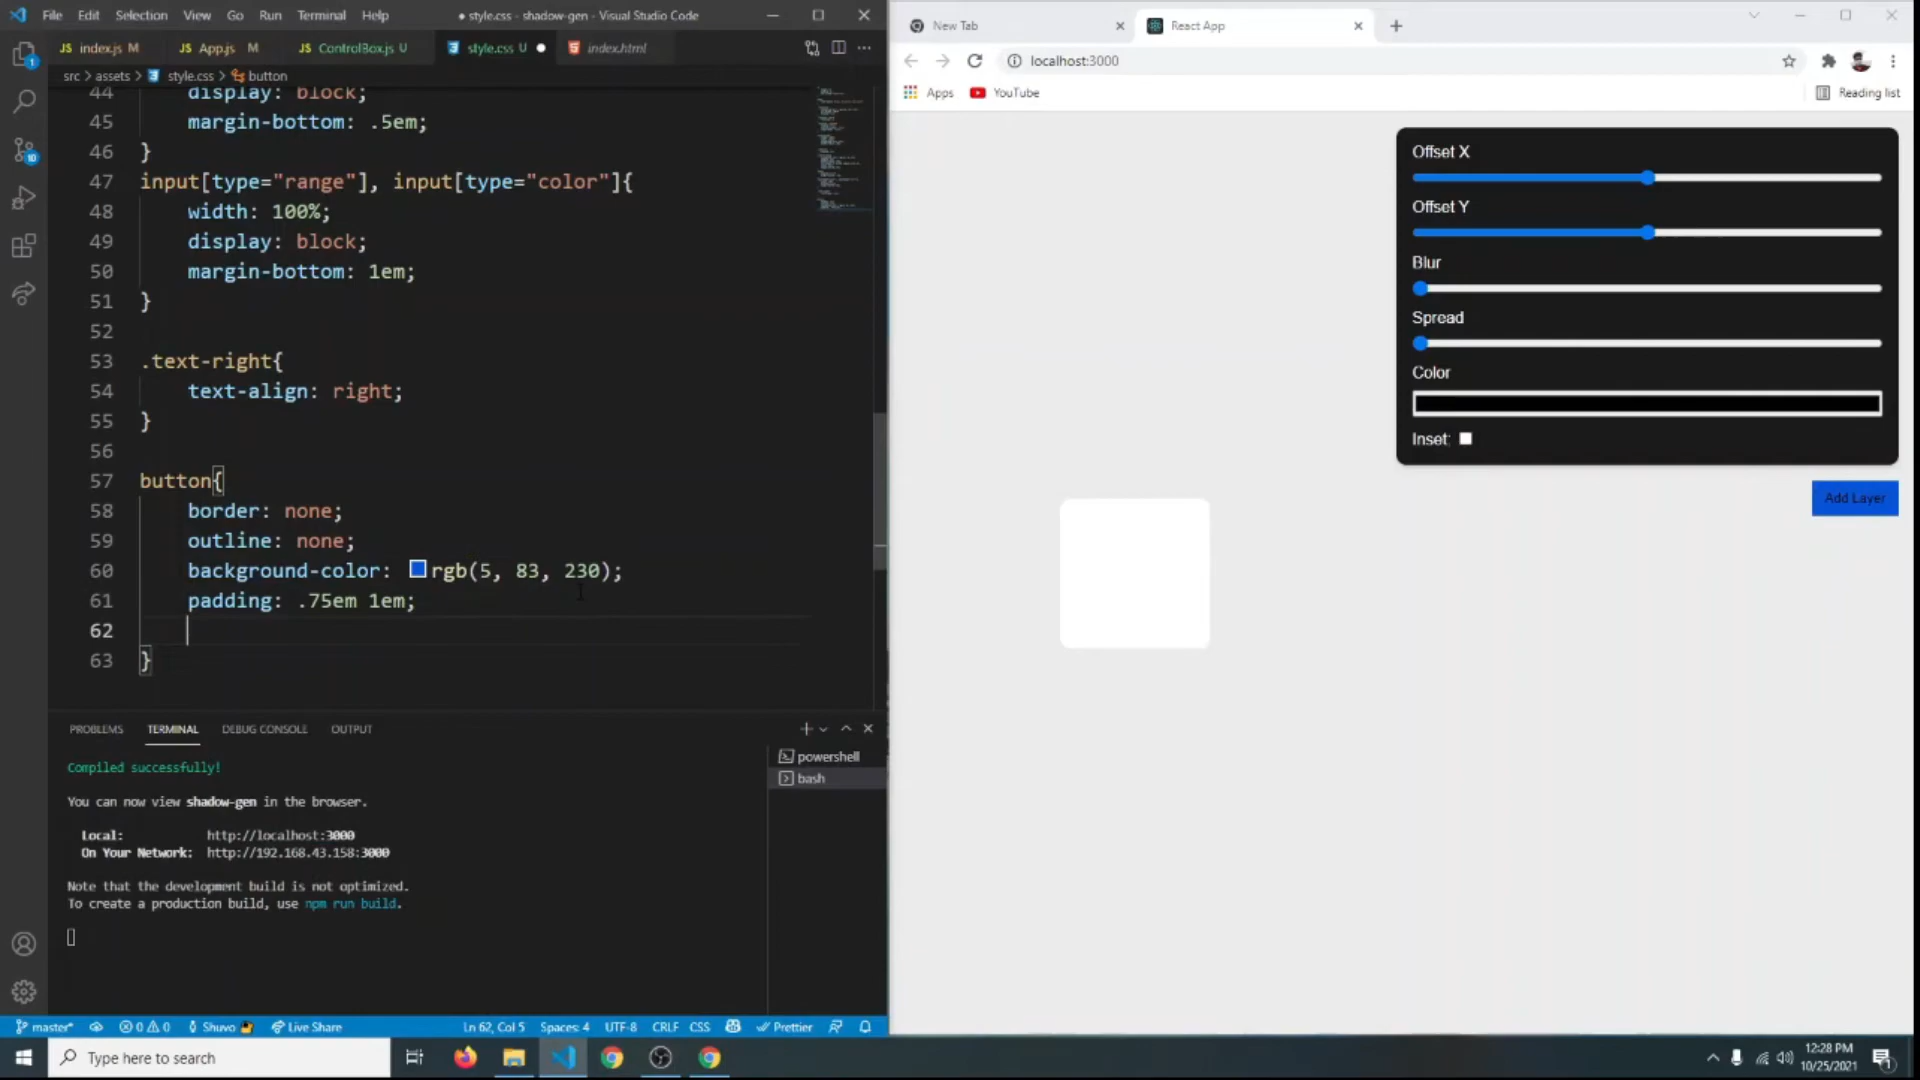 File Edit Selection View Go Run Terminal Help
● style.css - shadow-gen - Visual Studio Code
JS index.js M
JS App.js M
JS ControlBox.js U
style.css U ●
index.html
src > assets > style.css > button
44 display: block;
45 margin-bottom: .5em;
46 }
47 input[type="range"], input[type="color"]{
48 width: 100%;
49 display: block;
50 margin-bottom: 1em;
51 }
52
53 .text-right{
54 text-align: right;
55 }
56
57 button{
58 border: none;
59 outline: none;
60 background-color: rgb(5, 83, 230);
61 padding: .75em 1em;
62
63 }
PROBLEMS TERMINAL DEBUG CONSOLE OUTPUT
powershell
bash
Compiled successfully!
You can now view shadow-gen in the browser.
Local: http://localhost:3000
On Your Network: http://192.168.43.158:3000
Note that the development build is not optimized.
To create a production build, use npm run build.
master* 0 0 Shuvo Live Share Ln 62, Col 5 Spaces: 4 UTF-8 CRLF CSS Prettier
New Tab
React App
localhost:3000
Apps YouTube Reading list
Offset X
Offset Y
Blur
Spread
Color
Inset:
Add Layer
Type here to search
12:28 PM
10/25/2021